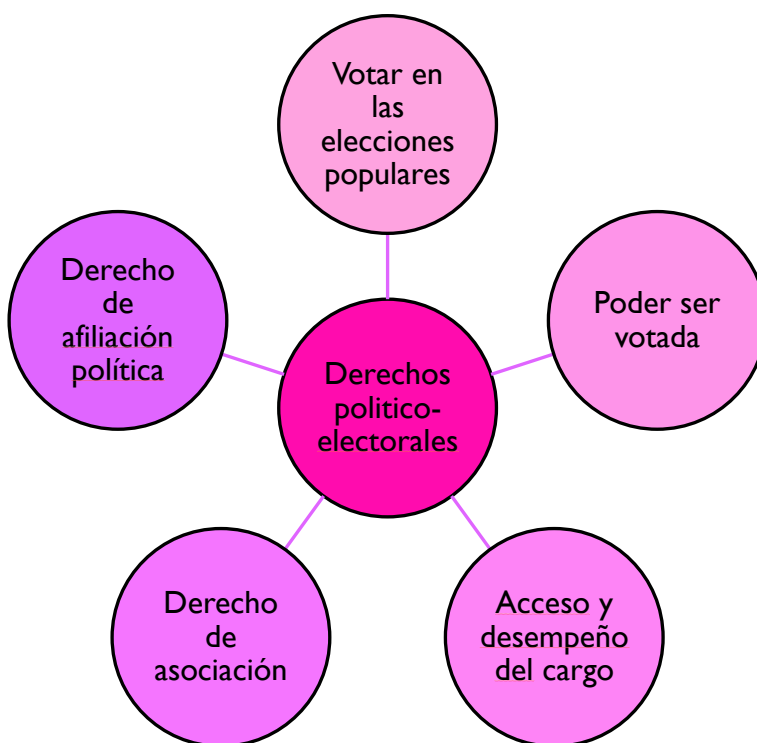 Votar en
las
elecciones
populares
Poder ser
votada
Acceso y
desempeño
del cargo
Derecho
de
asociación
Derecho
de
afiliación
política
Derechos
politico-
electorales